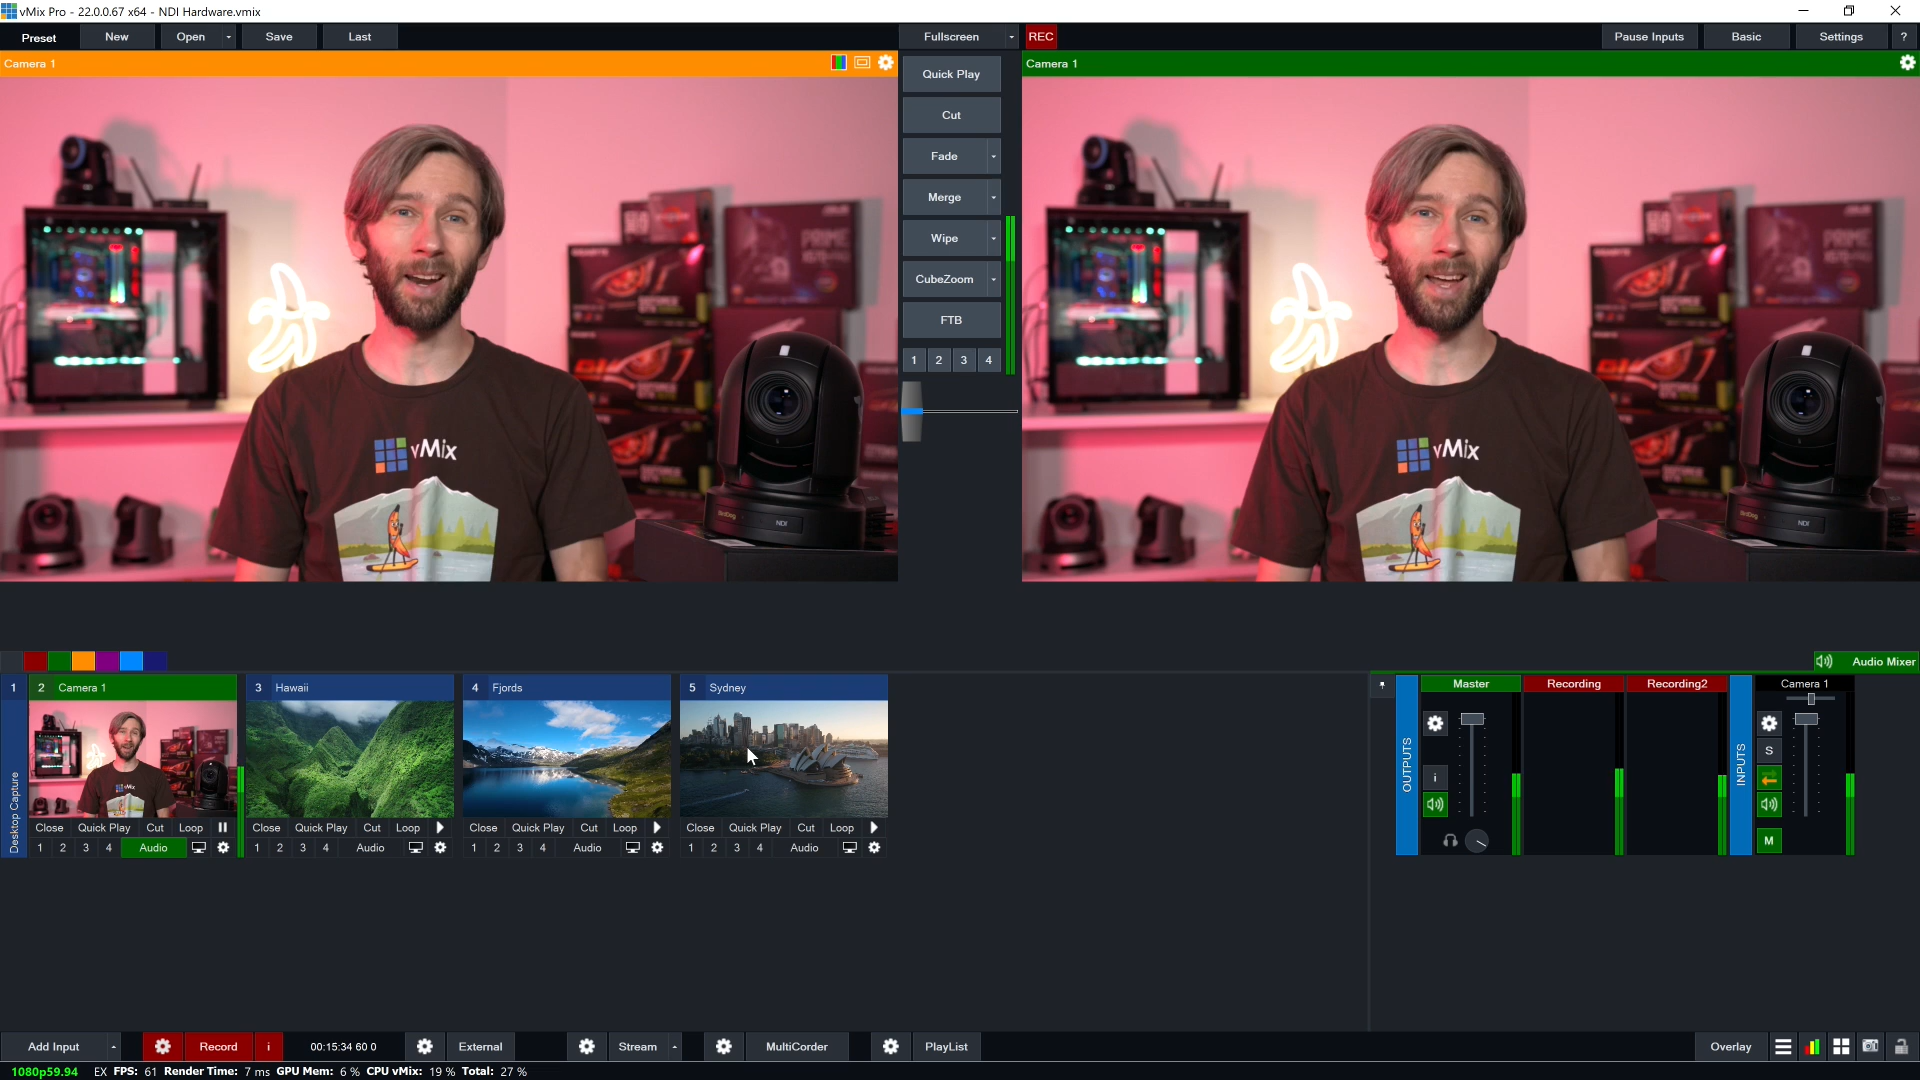 vMix Pro - 22.0.0.67 x64 - NDI Hardware.vmix
Preset New Open Save Last Fullscreen REC Pause Inputs Basic Settings ?
Camera 1
Quick Play
Cut
Fade
Merge
Wipe
CubeZoom
FTB
1 2 3 4
Camera 1
vMix
NDI
vMix
NDI
Audio Mixer
1 Desktop Capture
2 Camera 1
Close Quick Play Cut Loop
1 2 3 4 Audio
3 Hawaii
Close Quick Play Cut Loop
1 2 3 4 Audio
4 Fjords
Close Quick Play Cut Loop
1 2 3 4 Audio
5 Sydney
Close Quick Play Cut Loop
1 2 3 4 Audio
OUTPUTS
Master
i
Recording
Recording2
INPUTS
Camera 1
S
M
Add Input Record i 00:15:34 60 0 External Stream MultiCorder PlayList Overlay
1080p59.94 EX FPS: 61 Render Time: 7 ms GPU Mem: 6 % CPU vMix: 19 % Total: 27 %